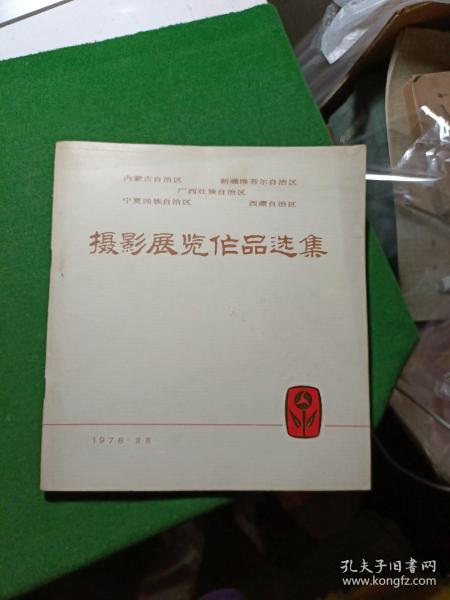 内蒙古自治区 新疆维吾尔自治区
广西壮族自治区
宁夏回族自治区 西藏自治区
摄影展览作品选集
1978·北京
孔夫子旧书网
www.kongfz.com